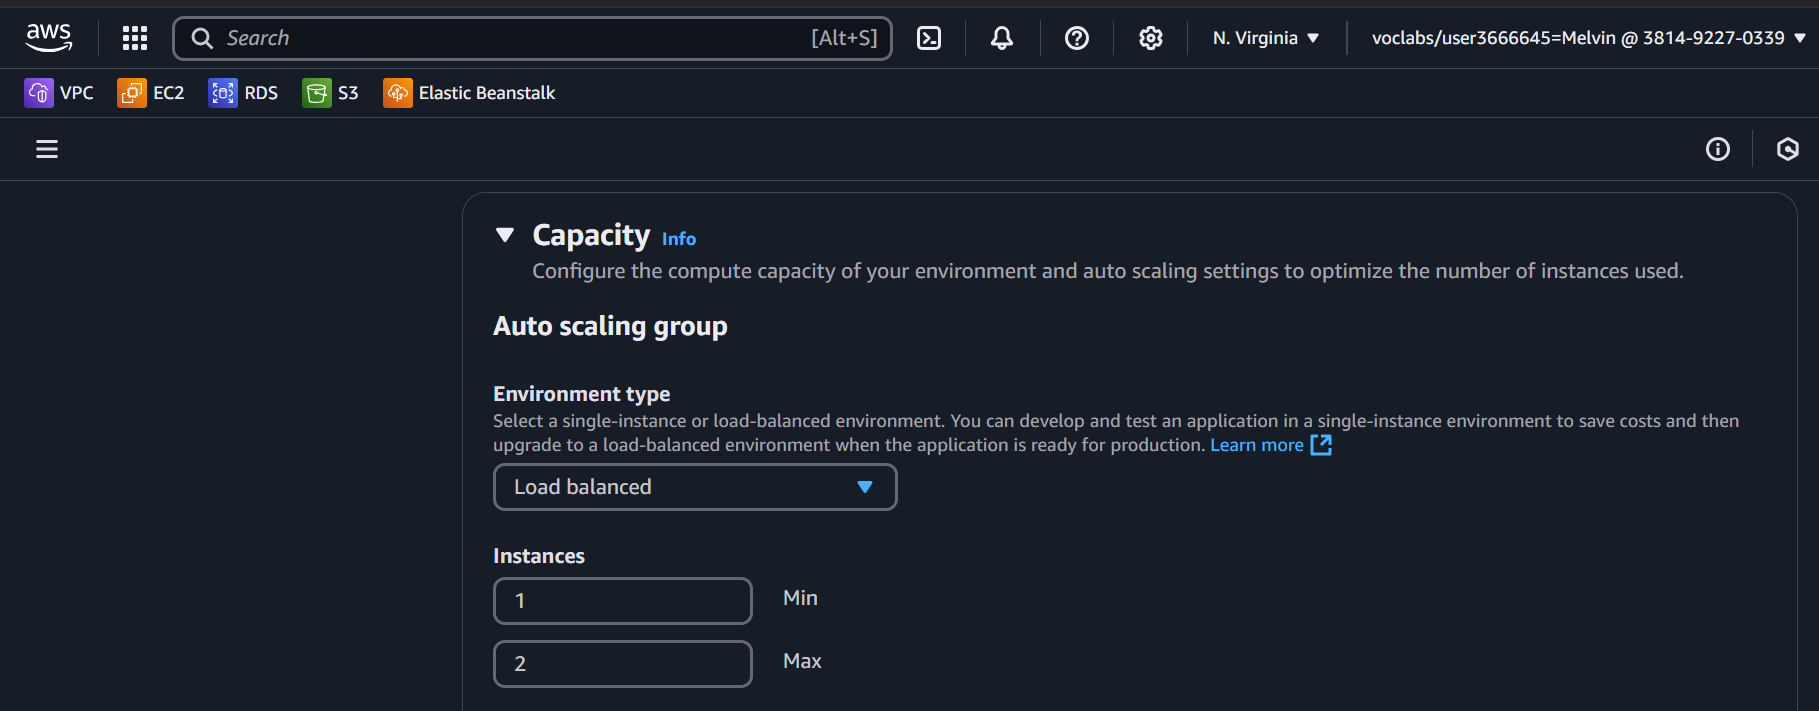 aws
Search [Alt+S] N. Virginia voclabs/user3666645=Melvin @ 3814-9227-0339
VPC EC2 RDS S3 Elastic Beanstalk
Capacity Info
Configure the compute capacity of your environment and auto scaling settings to optimize the number of instances used.
Auto scaling group
Environment type
Select a single-instance or load-balanced environment. You can develop and test an application in a single-instance environment to save costs and then
upgrade to a load-balanced environment when the application is ready for production. Learn more
Load balanced
Instances
1 Min
2 Max